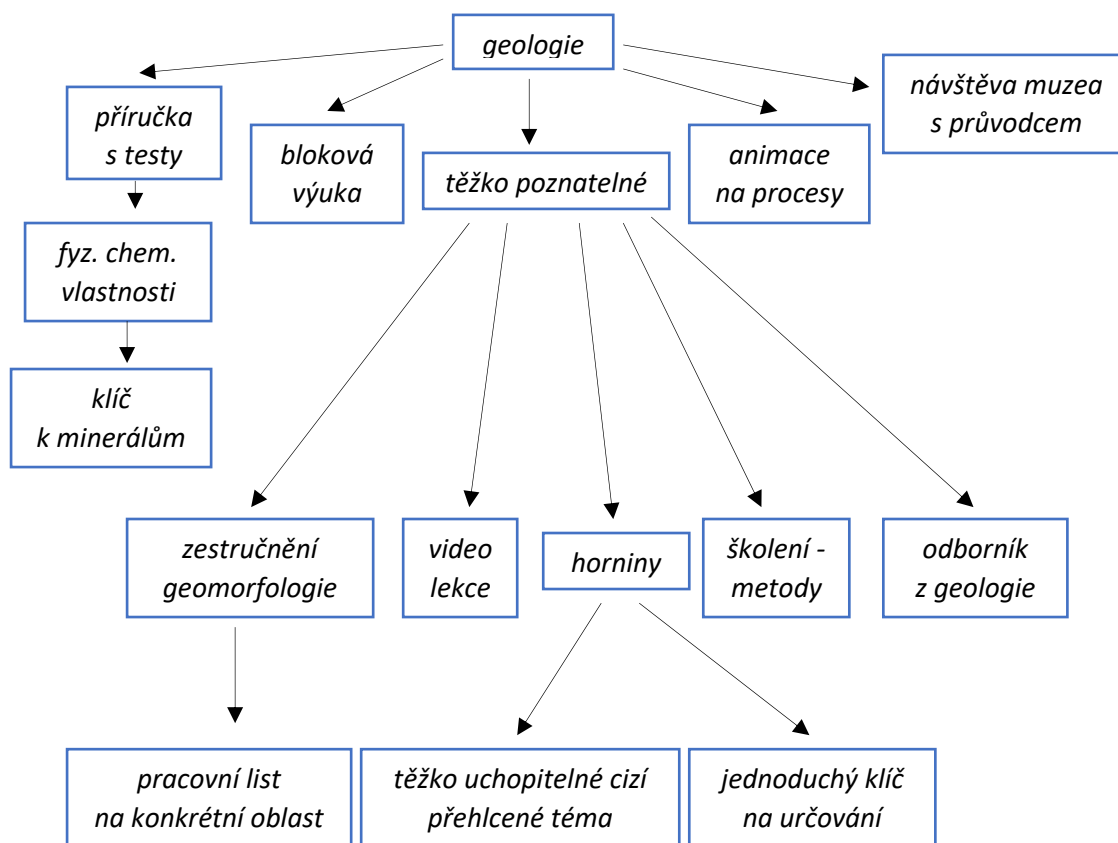 geologie
návštěva muzea
s průvodcem
příručka
s testy
bloková
výuka
těžko poznatelné
animace
na procesy
fyz. chem.
vlastnosti
klíč
k minerálům
zestručnění
geomorfologie
video
lekce
horniny
školení -
metody
odborník
z geologie
pracovní list
na konkrétní oblast
těžko uchopitelné cizí
přehlcené téma
jednoduchý klíč
na určování